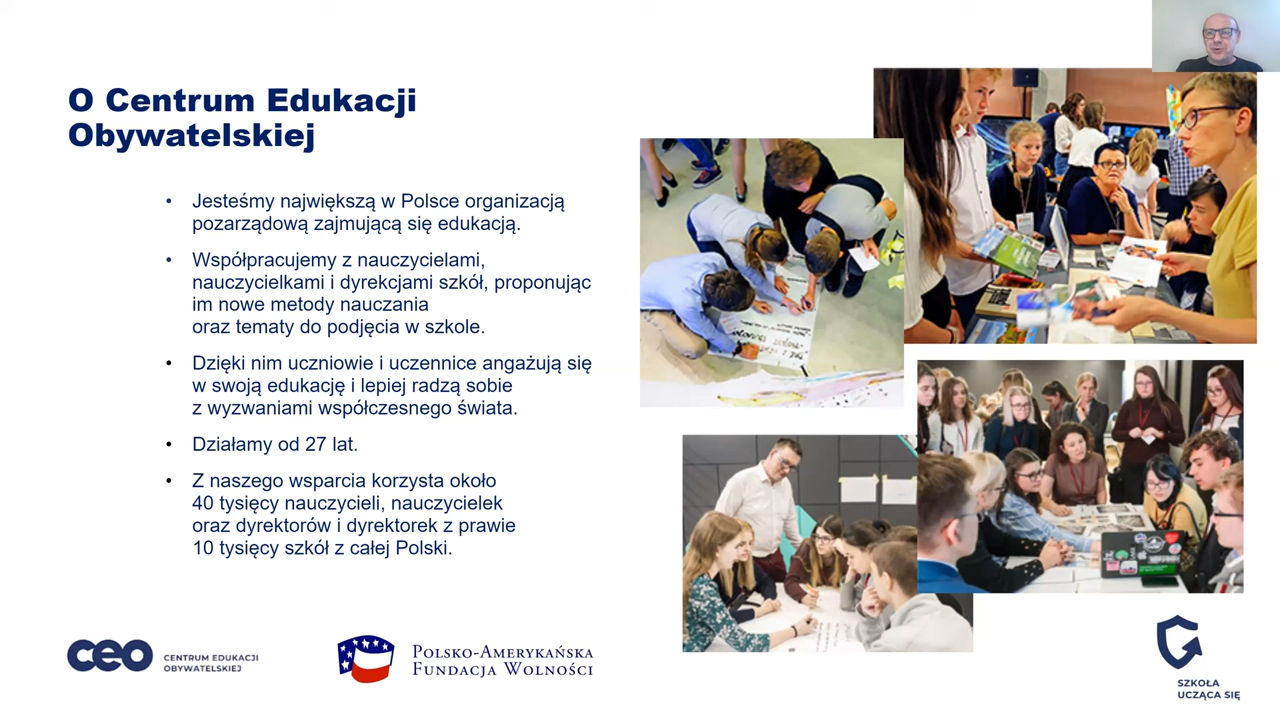 O Centrum Edukacji
Obywatelskiej
• Jesteśmy największą w Polsce organizacją
pozarządową zajmującą się edukacją.
• Współpracujemy z nauczycielami,
nauczycielkami i dyrekcjami szkół, proponując
im nowe metody nauczania
oraz tematy do podjęcia w szkole.
• Dzięki nim uczniowie i uczennice angażują się
w swoją edukację i lepiej radzą sobie
z wyzwaniami współczesnego świata.
• Działamy od 27 lat.
• Z naszego wsparcia korzysta około
40 tysięcy nauczycieli, nauczycielek
oraz dyrektorów i dyrektorek z prawie
10 tysięcy szkół z całej Polski.
ceo CENTRUM EDUKACJI
OBYWATELSKIEJ
POLSKO-AMERYKAŃSKA
FUNDACJA WOLNOŚCI
SZKOŁA
UCZĄCA SIĘ